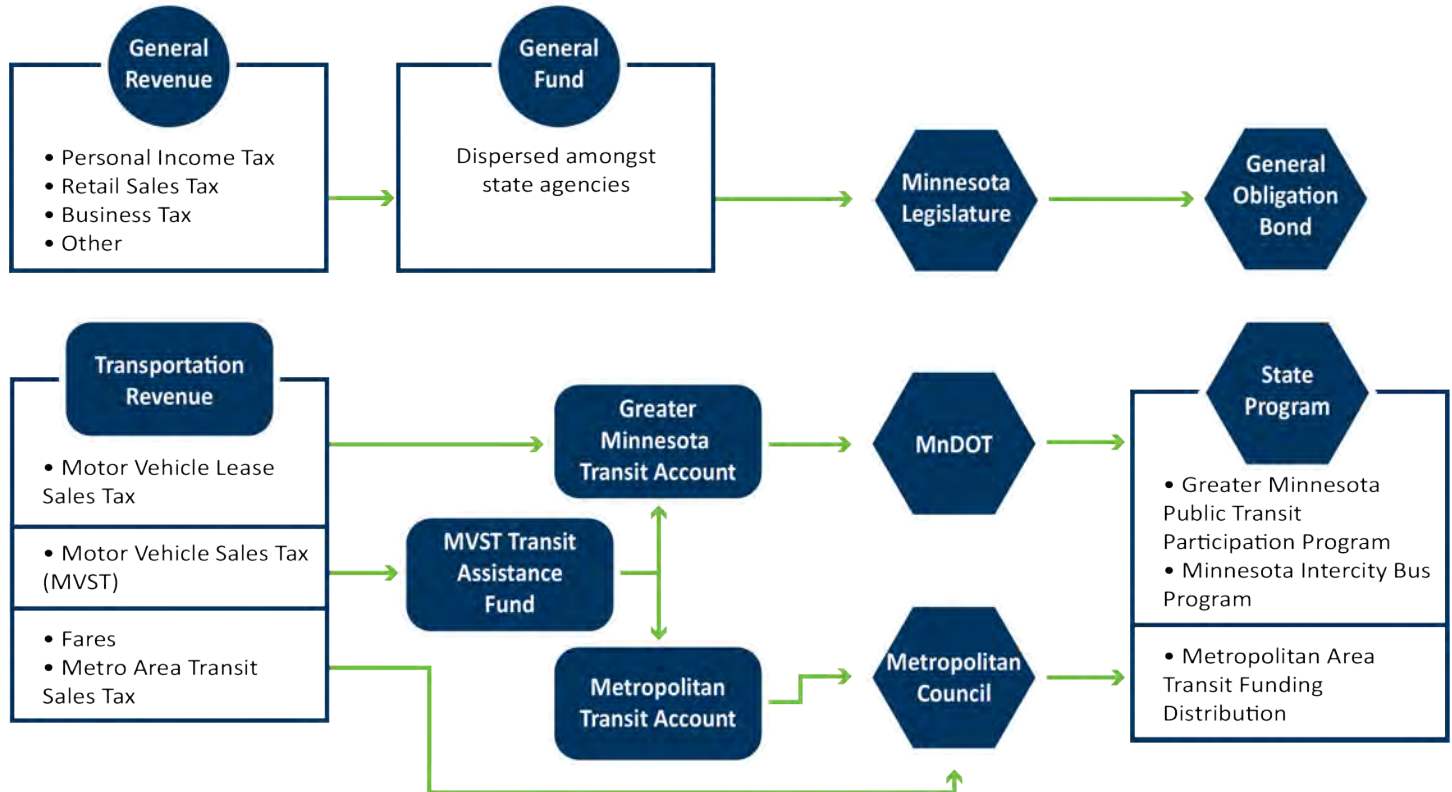 General
Revenue
• Personal Income Tax
• Retail Sales Tax
• Business Tax
• Other
General
Fund
Dispersed amongst
state agencies
Minnesota
Legislature
General
Obligation
Bond
Transportation
Revenue
• Motor Vehicle Lease
Sales Tax
• Motor Vehicle Sales Tax
(MVST)
• Fares
• Metro Area Transit
Sales Tax
MVST Transit
Assistance
Fund
Greater
Minnesota
Transit Account
Metropolitan
Transit Account
MnDOT
Metropolitan
Council
State
Program
• Greater Minnesota
Public Transit
Participation Program
• Minnesota Intercity Bus
Program
• Metropolitan Area
Transit Funding
Distribution